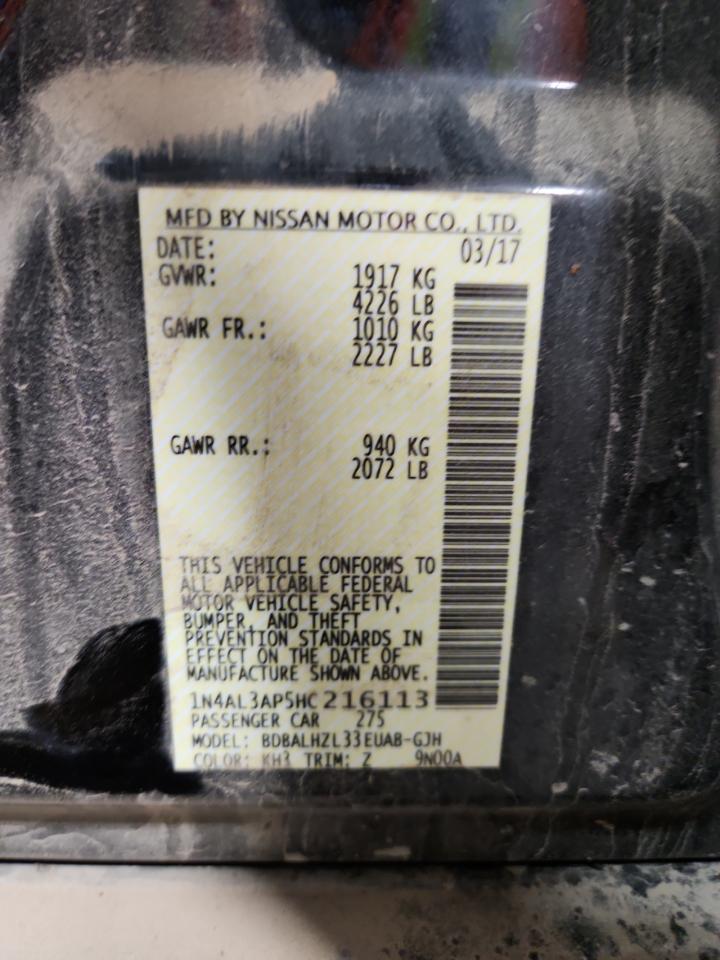 MFD BY NISSAN MOTOR CO., LTD.
DATE: 03/17
GVWR: 1917 KG
4226 LB
GAWR FR.: 1010 KG
2227 LB
GAWR RR.: 940 KG
2072 LB
THIS VEHICLE CONFORMS TO
ALL APPLICABLE FEDERAL
MOTOR VEHICLE SAFETY,
BUMPER, AND THEFT
PREVENTION STANDARDS IN
EFFECT ON THE DATE OF
MANUFACTURE SHOWN ABOVE.
1N4AL3AP5HC216113
PASSENGER CAR 275
MODEL: BDBALHZL33EUAB-GJH
COLOR: KH3 TRIM: Z 9N00A